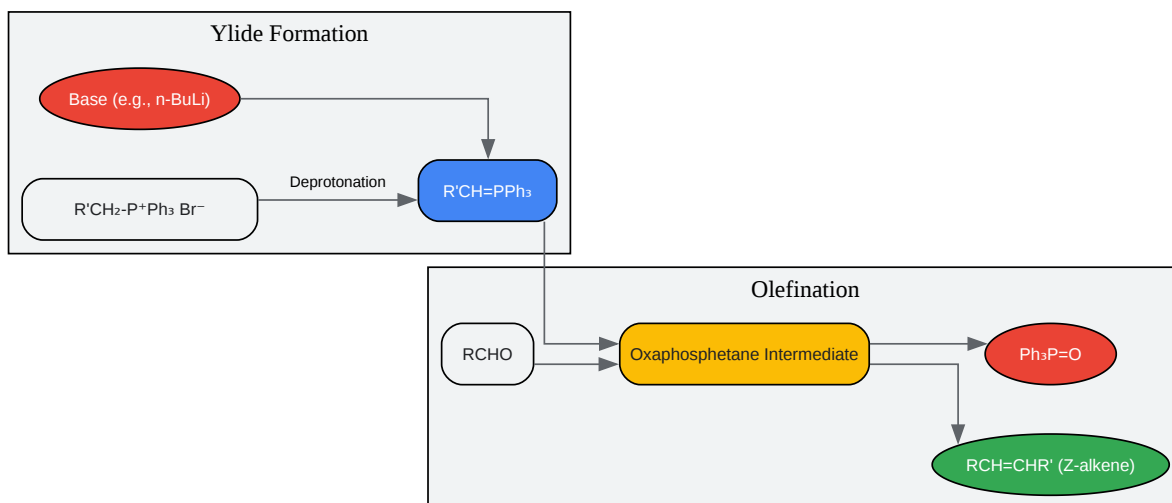 Ylide Formation
Base (e.g., n-BuLi)
Deprotonation
R'CH₂-P⁺Ph₃ Br⁻
R'CH=PPh₃
Olefination
RCHO
Oxaphosphetane Intermediate
Ph₃P=O
RCH=CHR' (Z-alkene)